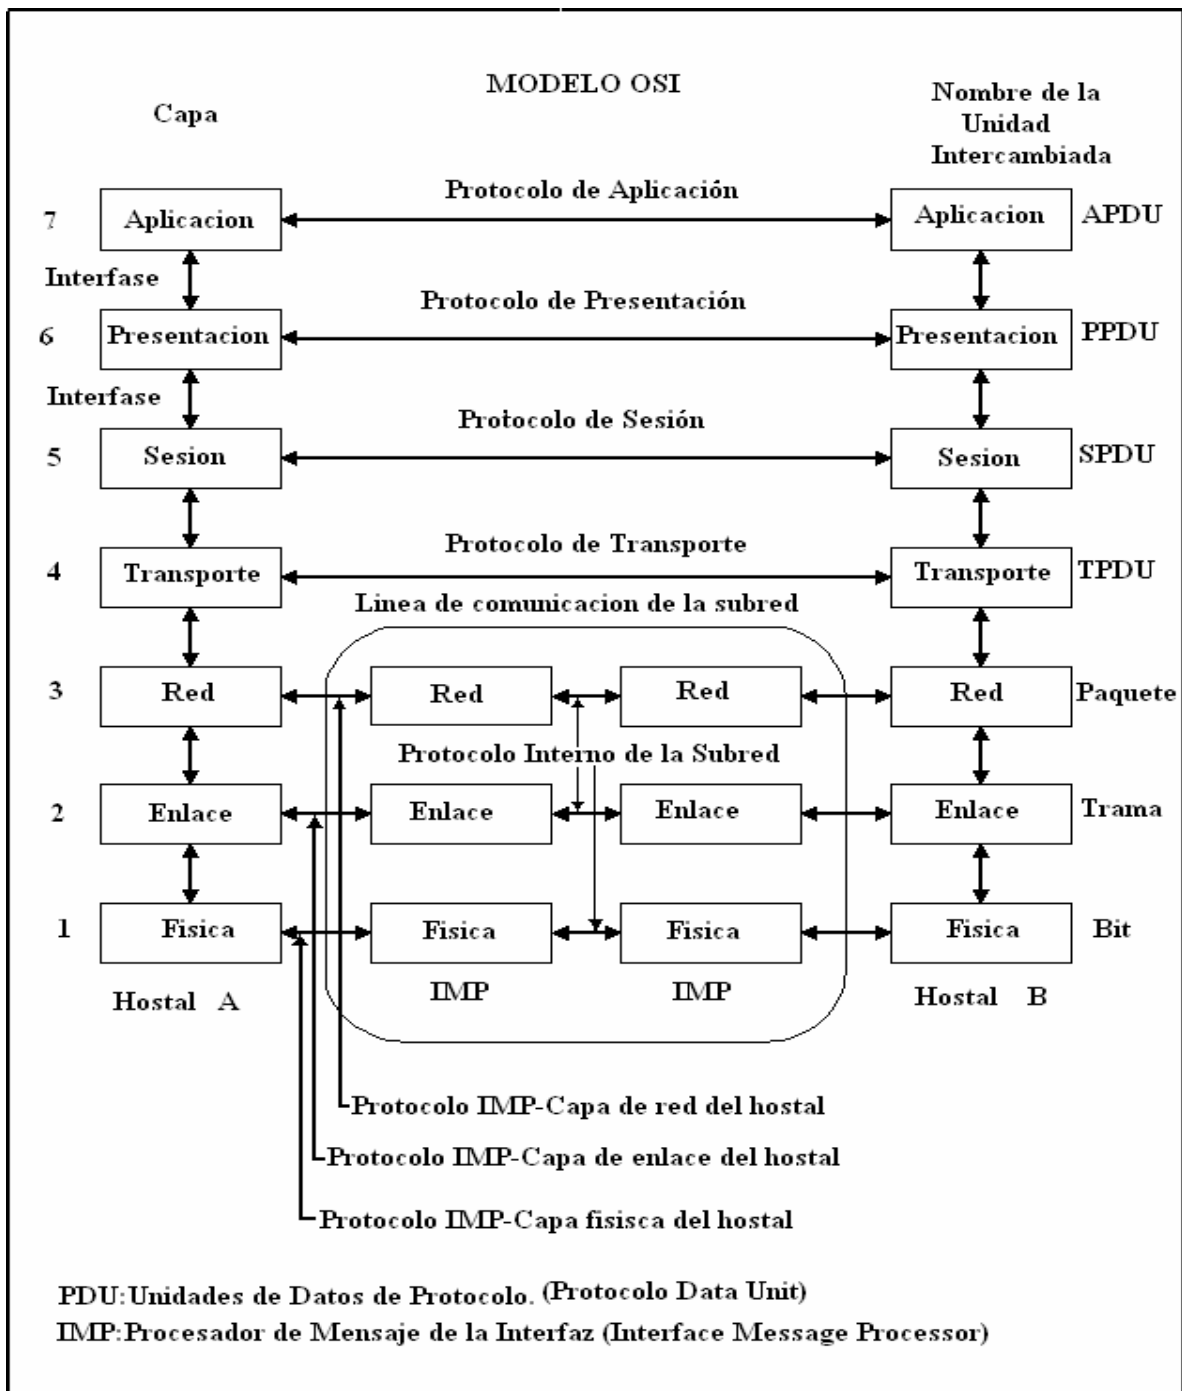 MODELO OSI
Capa
Nombre de la
Unidad
Intercambiada
Protocolo de Aplicación
7
Aplicacion
Aplicacion
APDU
Interfase
Protocolo de Presentación
6
Presentacion
Presentacion
PPDU
Interfase
Protocolo de Sesión
5
Sesion
Sesion
SPDU
Protocolo de Transporte
4
Transporte
Transporte
TPDU
Linea de comunicacion de la subred
3
Red
Red
Red
Red
Paquete
Protocolo Interno de la Subred
2
Enlace
Enlace
Enlace
Enlace
Trama
1
Fisica
Fisica
Fisica
Fisica
Bit
Hostal A
IMP
IMP
Hostal B
Protocolo IMP-Capa de red del hostal
Protocolo IMP-Capa de enlace del hostal
Protocolo IMP-Capa fisisca del hostal
PDU:Unidades de Datos de Protocolo. (Protocolo Data Unit)
IMP:Procesador de Mensaje de la Interfaz (Interface Message Processor)